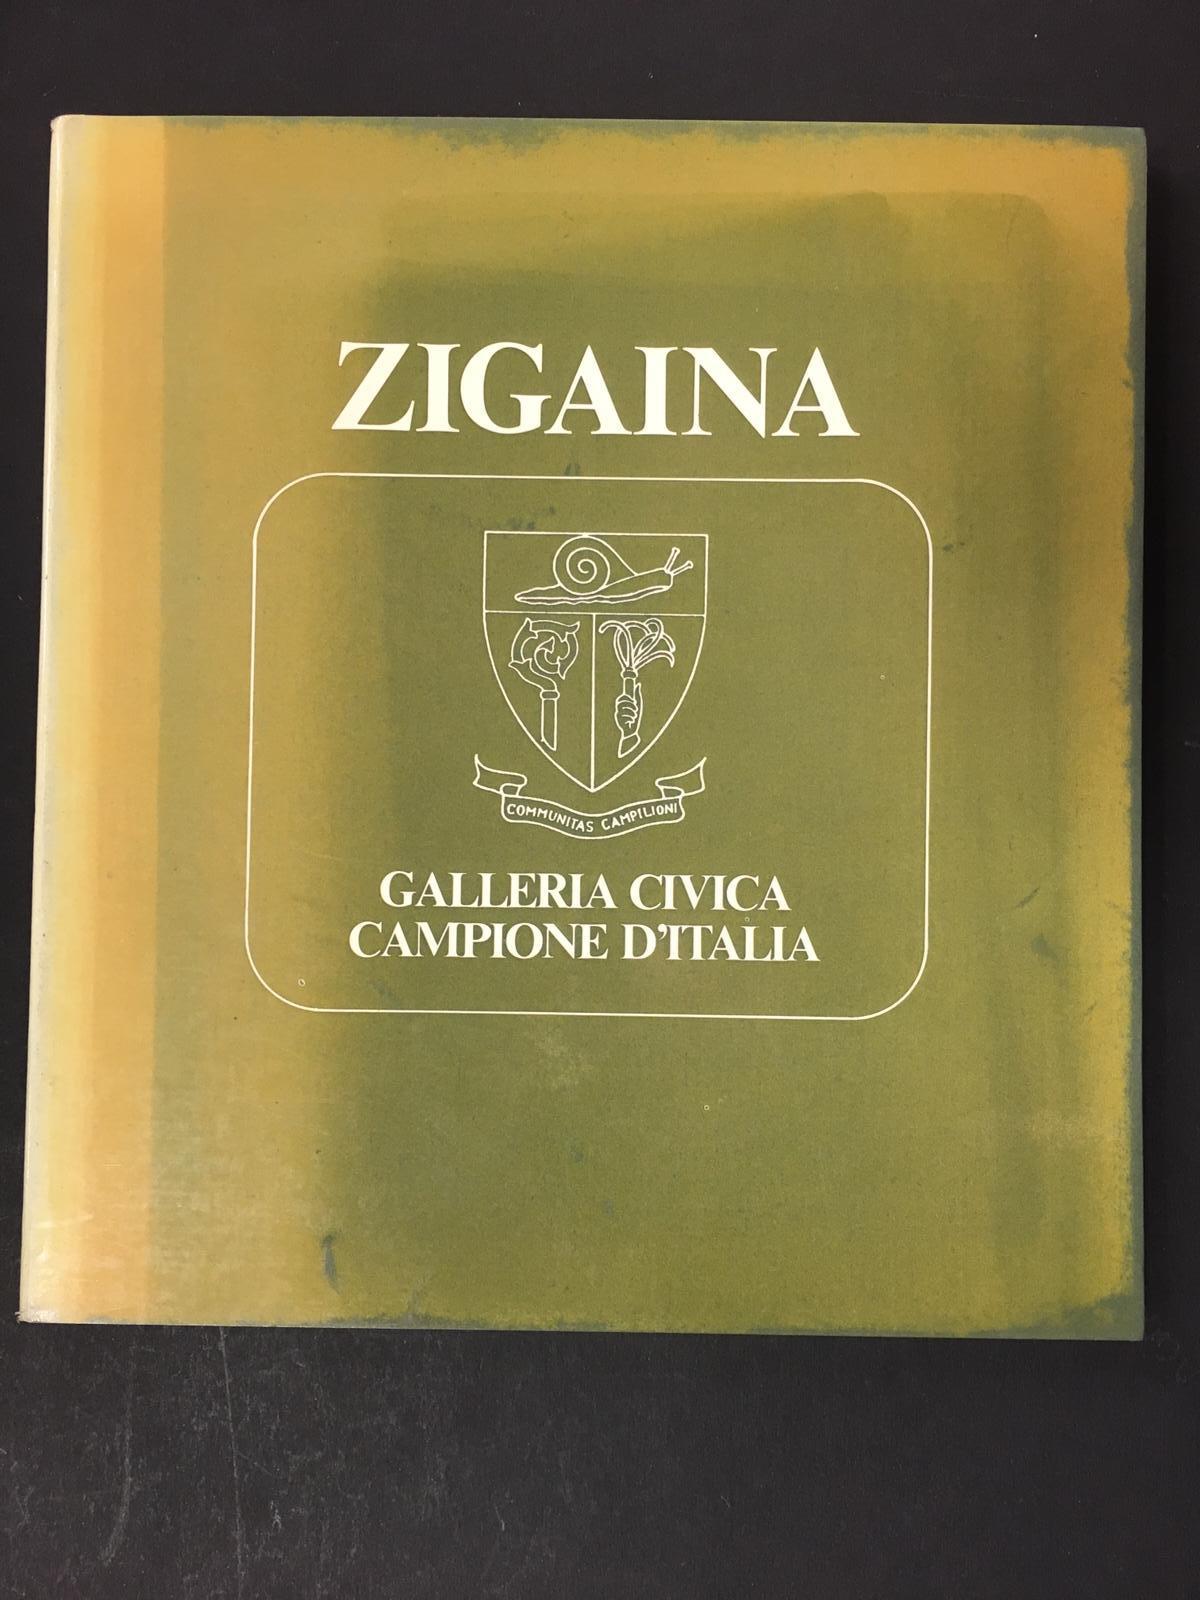 ZIGAINA
COMMUNITAS CAMPILIONI
GALLERIA CIVICA
CAMPIONE D'ITALIA